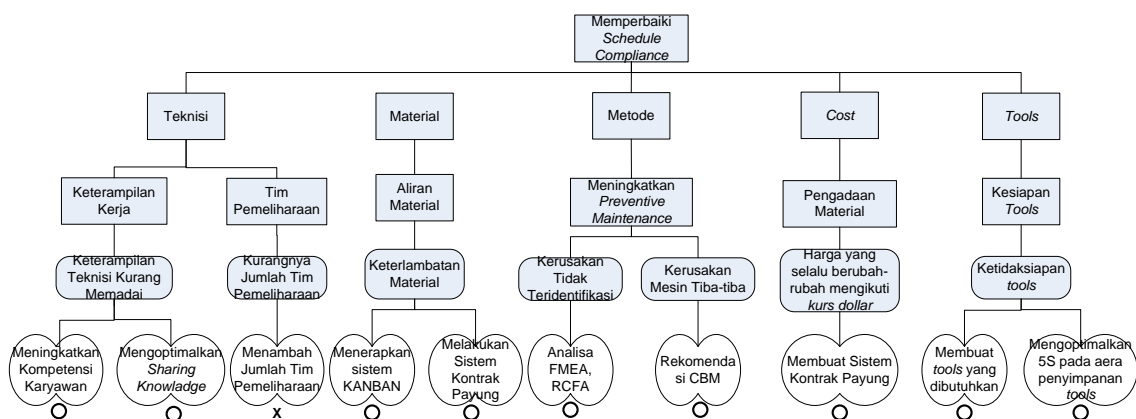 Memperbaiki
Schedule
Compliance
Teknisi
Material
Metode
Cost
Tools
Keterampilan
Kerja
Tim
Pemeliharaan
Aliran
Material
Meningkatkan
Preventive
Maintenance
Pengadaan
Material
Kesiapan
Tools
Keterampilan
Teknisi Kurang
Memadai
Kurangnya
Jumlah Tim
Pemeliharaan
Keterlambatan
Material
Kerusakan
Tidak
Teridentifikasi
Kerusakan
Mesin Tiba-tiba
Harga yang
selalu berubah-
rubah mengikuti
kurs dollar
Ketidaksiapan
tools
Meningkatkan
Kompetensi
Karyawan
Mengoptimalkan
Sharing
Knowladge
Menambah
Jumlah Tim
Pemeliharaan
Menerapkan
sistem
KANBAN
Melakukan
Sistem
Kontrak
Payung
Analisa
FMEA,
RCFA
Rekomenda
si CBM
Membuat Sistem
Kontrak Payung
Membuat
tools yang
dibutuhkan
Mengoptimalkan
5S pada aera
penyimpanan
tools
O O X O O O O O O O